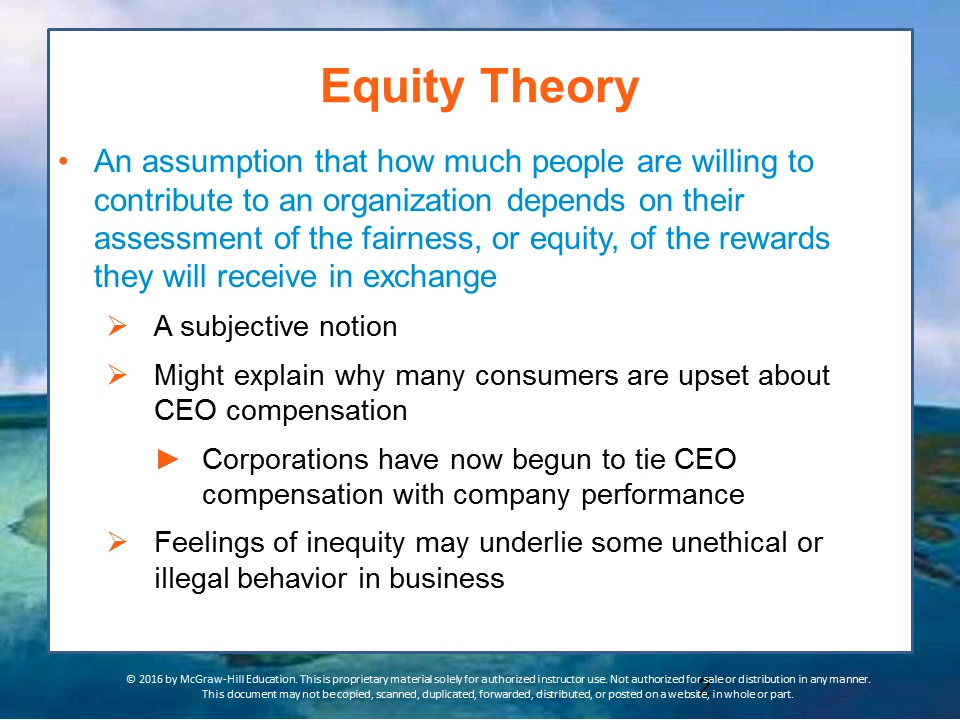 Equity Theory
• An assumption that how much people are willing to
contribute to an organization depends on their
assessment of the fairness, or equity, of the rewards
they will receive in exchange
➢ A subjective notion
➢ Might explain why many consumers are upset about
CEO compensation
► Corporations have now begun to tie CEO
compensation with company performance
➢ Feelings of inequity may underlie some unethical or
illegal behavior in business
© 2016 by McGraw-Hill Education. This is proprietary material solely for authorized instructor use. Not authorized for sale or distribution in any manner.
This document may not be copied, scanned, duplicated, forwarded, distributed, or posted on a website, in whole or part.